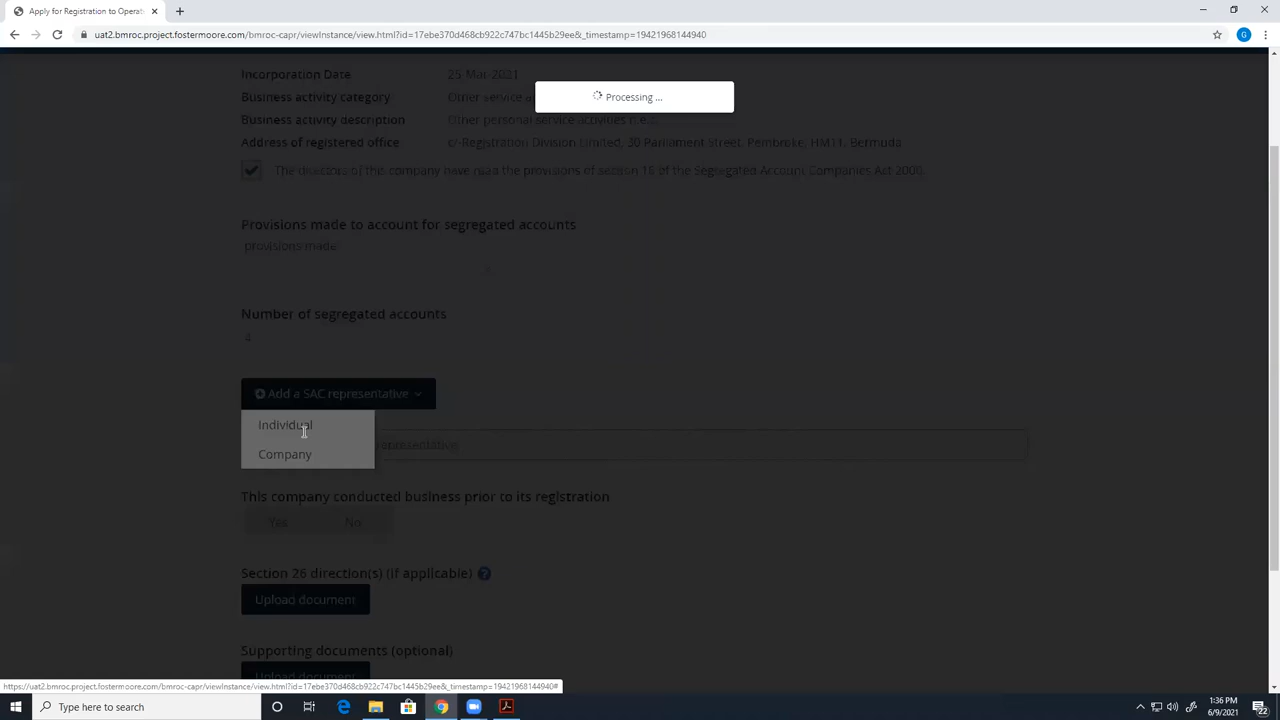 Apply for Registration to Operat
uat2.bmroc.project.fostermoore.com/bmroc-capr/viewInstance/view.html?id=17ebe370d468cb922c747bc1445b29ee&_timestamp=19421968144940
G
Incorporation Date 25-Mar-2021
Processing ...
Business activity category Other service a
Business activity description Other personal service activities n.e.c.
Address of registered office c/- Registration Division Limited, 30 Parliament Street, Pembroke, HM11, Bermuda
The directors of this company have read the provisions of section 18 of the Segregated Account Companies Act 2000.
Provisions made to account for segregated accounts
provisions made
Number of segregated accounts
4
Add a SAC representative
Individual
representative
Company
This company conducted business prior to its registration
Yes No
Section 26 direction(s) (if applicable) ?
Upload document
Supporting documents (optional)
Upload document
https://uat2.bmroc.project.fostermoore.com/bmroc-capr/viewInstance/view.html?id=17ebe370d468cb922c747bc1445b29ee&_timestamp=19421968144940#
Type here to search
1:36 PM
6/9/2021
22